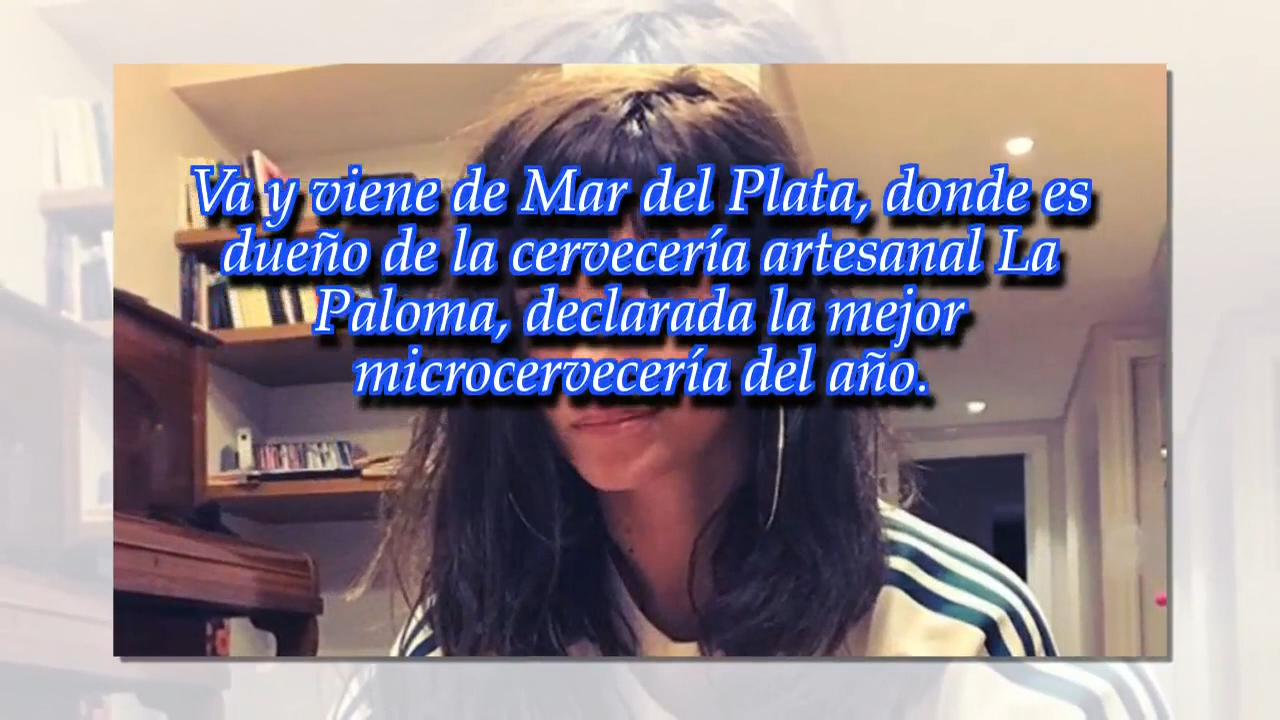 Va y viene de Mar del Plata, donde es
dueño de la cervecería artesanal La
Paloma, declarada la mejor
microcervecería del año.